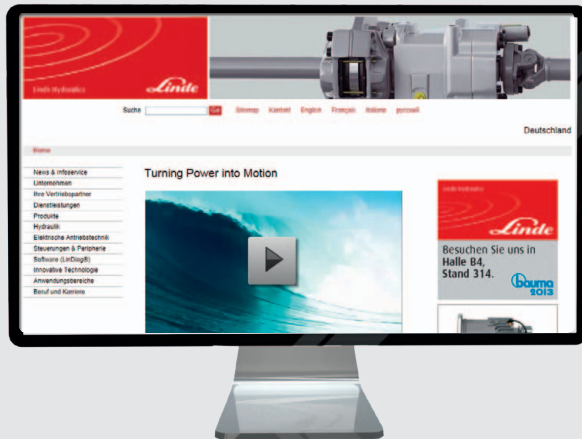 Linde Hydraulics
Linde
Suche Go Sitemap Kontakt English Français Italiano русский
Deutschland
Home
News & Infoservice
Unternehmen
Ihre Vertriebspartner
Dienstleistungen
Produkte
Hydraulik
Elektrische Antriebstechnik
Steuerungen & Peripherie
Software (LinDiag®)
Innovative Technologie
Anwendungsbereiche
Beruf und Karriere
Turning Power into Motion
Linde Hydraulics
Linde
Besuchen Sie uns in
Halle B4,
Stand 314.
bauma
2013